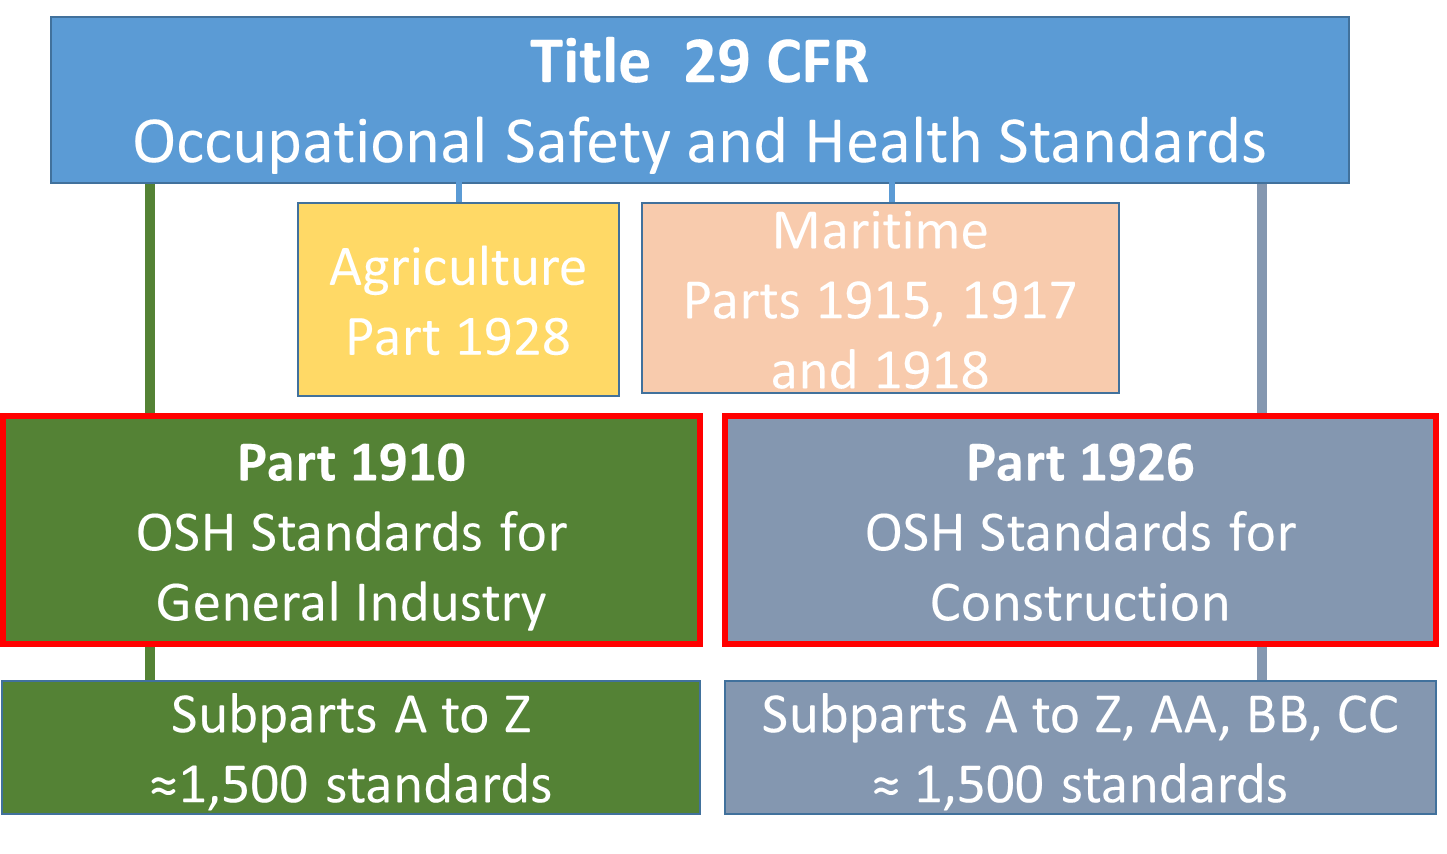 Title  29 CFR
Occupational Safety and Health Standards
Agriculture
Part 1928
Maritime
Parts 1915, 1917
and 1918
Part 1910
OSH Standards for
General Industry
Part 1926
OSH Standards for
Construction
Subparts A to Z
≈1,500 standards
Subparts A to Z, AA, BB, CC
≈ 1,500 standards